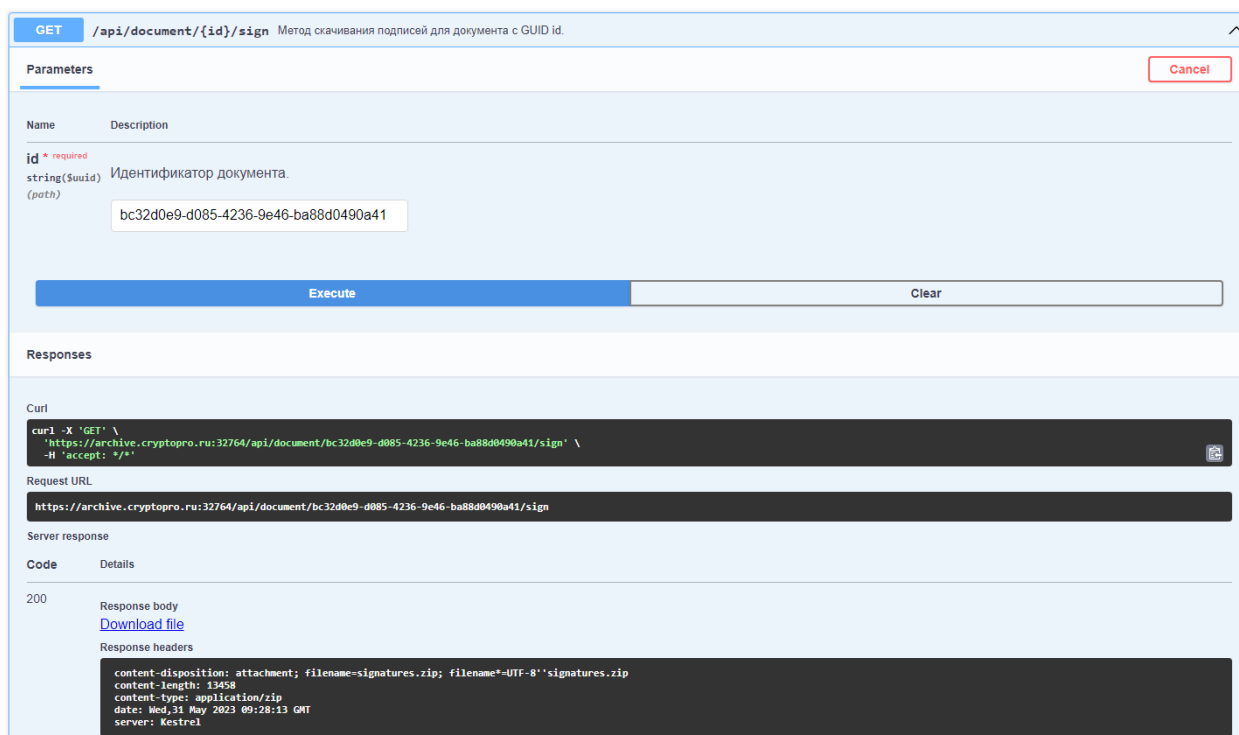 GET /api/document/{id}/sign Метод скачивания подписей для документа с GUID id.
Parameters
Cancel
Name Description
id * required
string($uuid)
(path)
Идентификатор документа.
bc32d0e9-d085-4236-9e46-ba88d0490a41
Execute Clear
Responses
Curl
curl -X 'GET' \
'https://archive.cryptopro.ru:32764/api/document/bc32d0e9-d085-4236-9e46-ba88d0490a41/sign' \
-H 'accept: */*'
Request URL
https://archive.cryptopro.ru:32764/api/document/bc32d0e9-d085-4236-9e46-ba88d0490a41/sign
Server response
Code Details
200
Response body
Download file
Response headers
content-disposition: attachment; filename=signatures.zip; filename*=UTF-8''signatures.zip
content-length: 13458
content-type: application/zip
date: Wed,31 May 2023 09:28:13 GMT
server: Kestrel